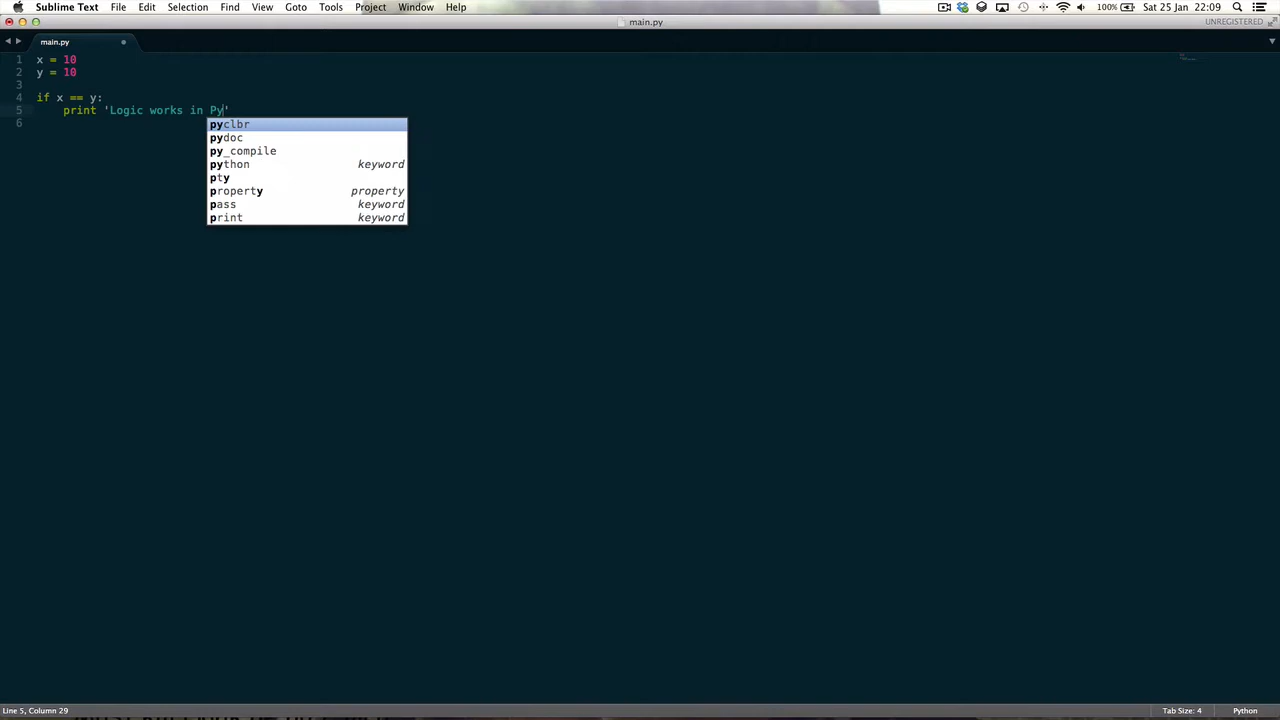 Sublime Text File Edit Selection Find View Goto Tools Project Window Help 100% Sat 25 Jan 22:09
main.py UNREGISTERED
main.py
1 x = 10
2 y = 10
3
4 if x == y:
5 print 'Logic works in Py'
6
pyclbr
pydoc
py_compile
python keyword
pty
property property
pass keyword
print keyword
Line 5, Column 29 Tab Size: 4 Python